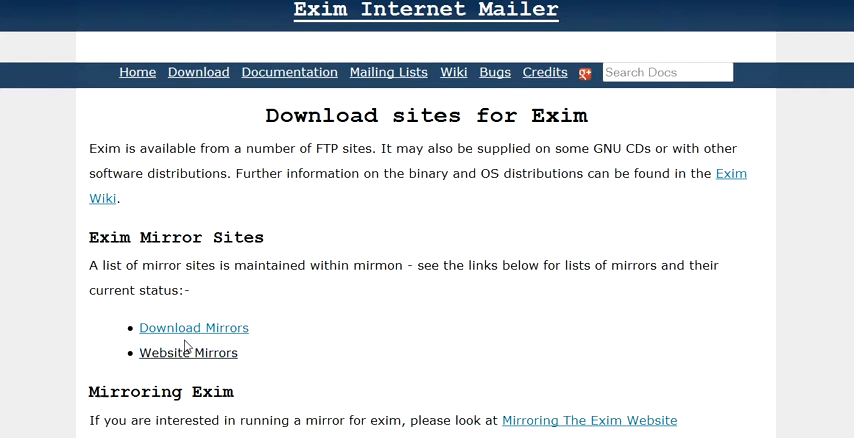 Exim Internet Mailer
Home Download Documentation Mailing Lists Wiki Bugs Credits g+ Search Docs
Download sites for Exim
Exim is available from a number of FTP sites. It may also be supplied on some GNU CDs or with other
software distributions. Further information on the binary and OS distributions can be found in the Exim
Wiki.
Exim Mirror Sites
A list of mirror sites is maintained within mirmon - see the links below for lists of mirrors and their
current status:-
• Download Mirrors
• Website Mirrors
Mirroring Exim
If you are interested in running a mirror for exim, please look at Mirroring The Exim Website